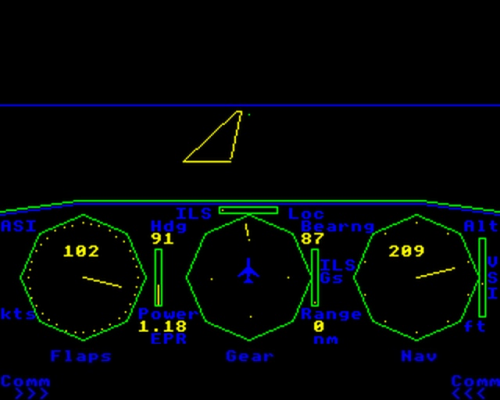 ILS Loc
ASI Hdg Bearng Alt
91 87
102 209
ILS V
Gs S
I
kts Power Range ft
1.18 0
EPR nm
Flaps Gear Nav
Comm Comm
>>> <<<